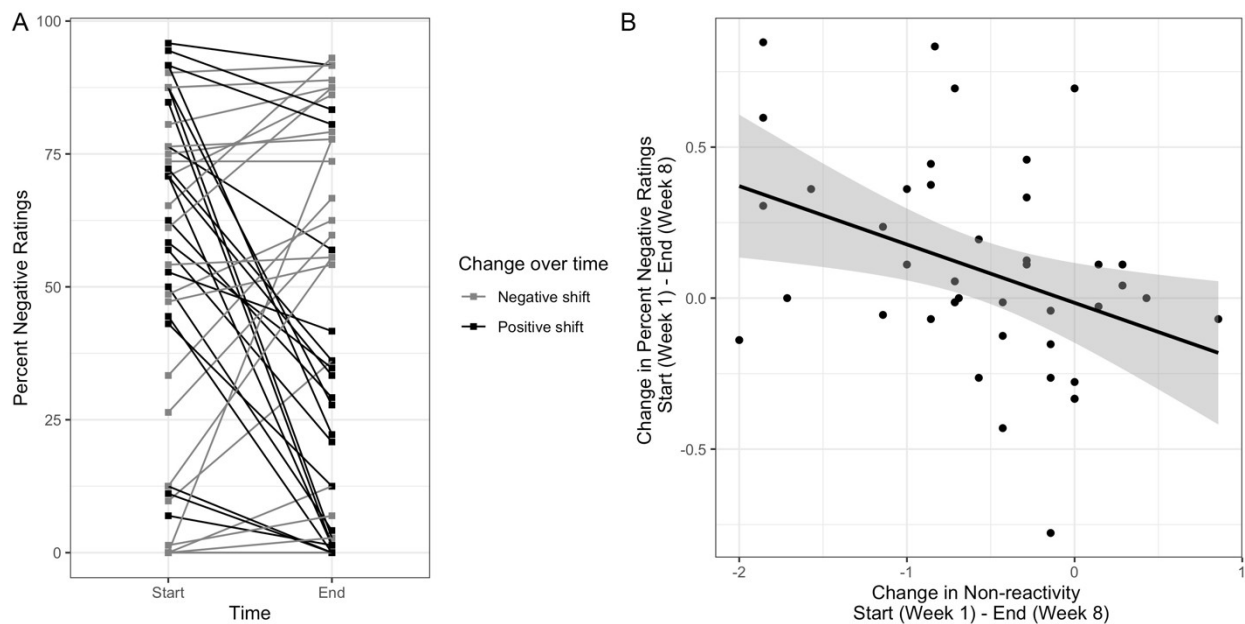 A
100
75
50
25
0
Percent Negative Ratings
Start
End
Time
Change over time
Negative shift
Positive shift
B
0.5
0.0
-0.5
Change in Percent Negative Ratings
Start (Week 1) - End (Week 8)
-2
-1
0
1
Change in Non-reactivity
Start (Week 1) - End (Week 8)